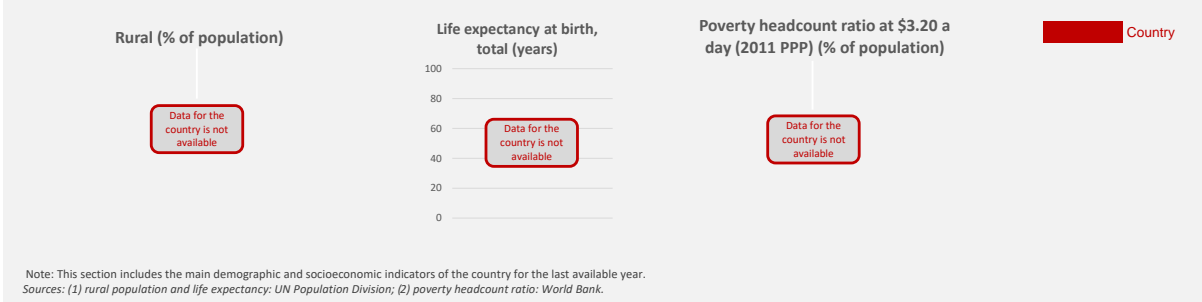 Rural (% of population)
Data for the
country is not
available
Life expectancy at birth,
total (years)
100
80
60
40
20
0
Data for the
country is not
available
Poverty headcount ratio at $3.20 a
day (2011 PPP) (% of population)
Data for the
country is not
available
Country
Note: This section includes the main demographic and socioeconomic indicators of the country for the last available year.
Sources: (1) rural population and life expectancy: UN Population Division; (2) poverty headcount ratio: World Bank.